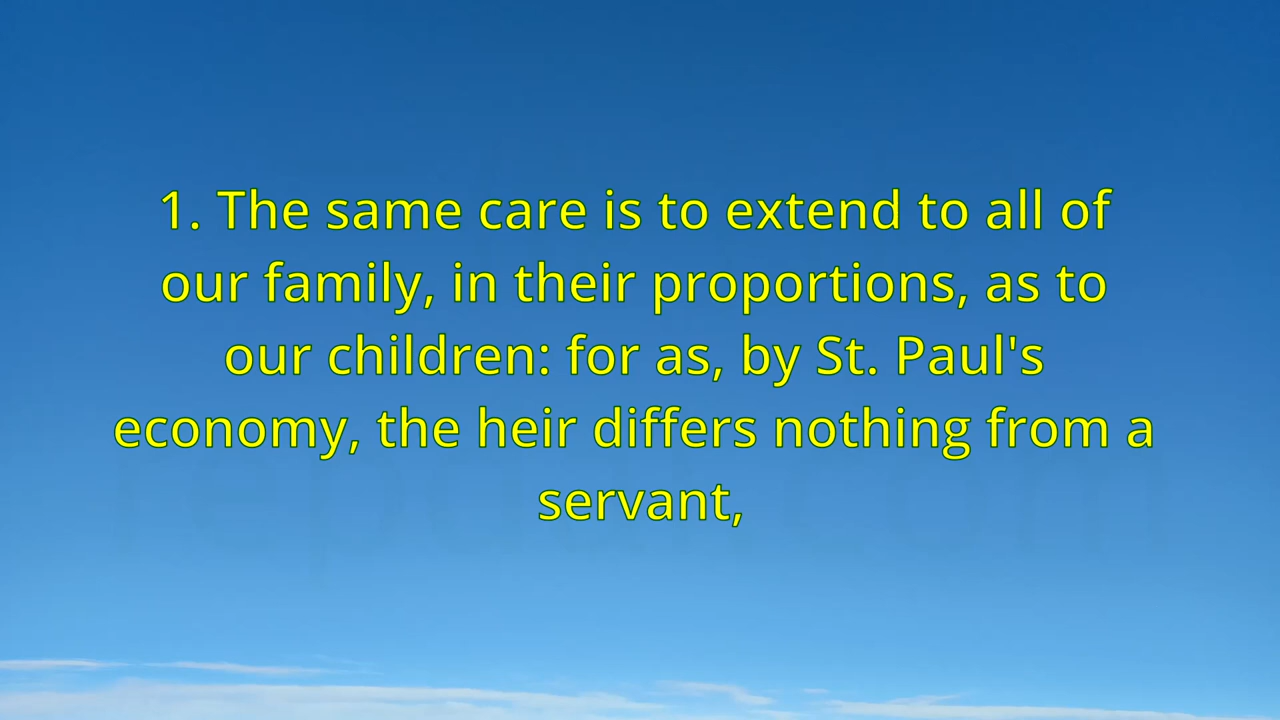 1. The same care is to extend to all of
our family, in their proportions, as to
our children: for as, by St. Paul's
economy, the heir differs nothing from a
servant,